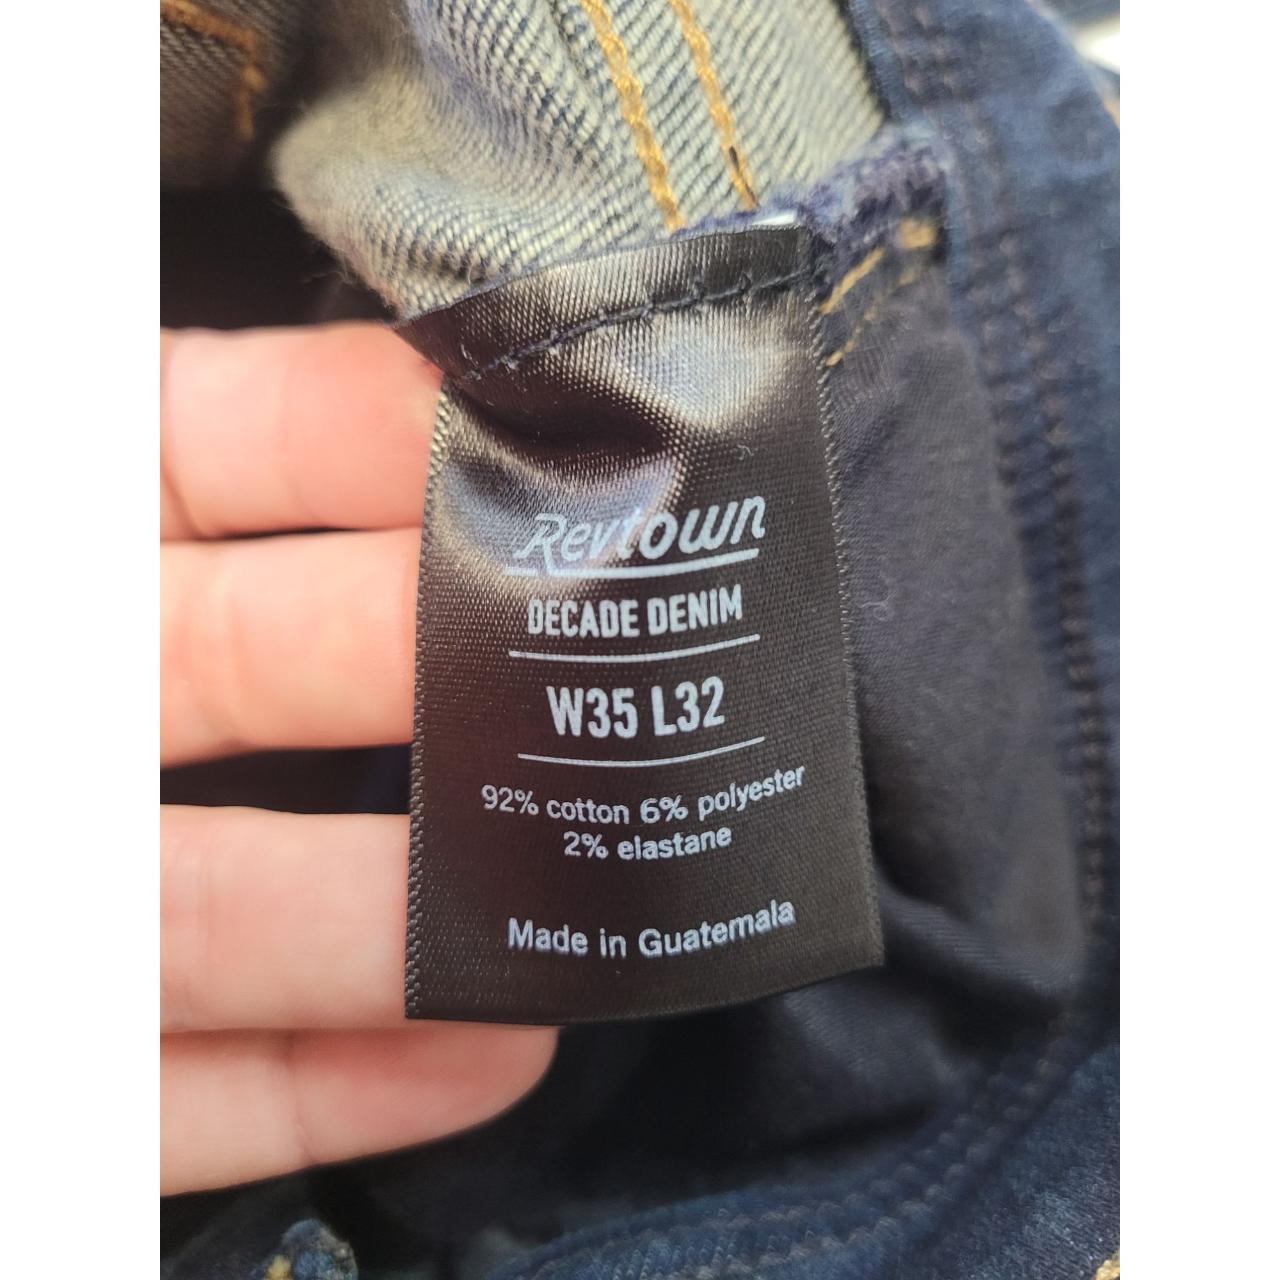 Revtown
DECADE DENIM
W35 L32
92% cotton 6% polyester
2% elastane
Made in Guatemala